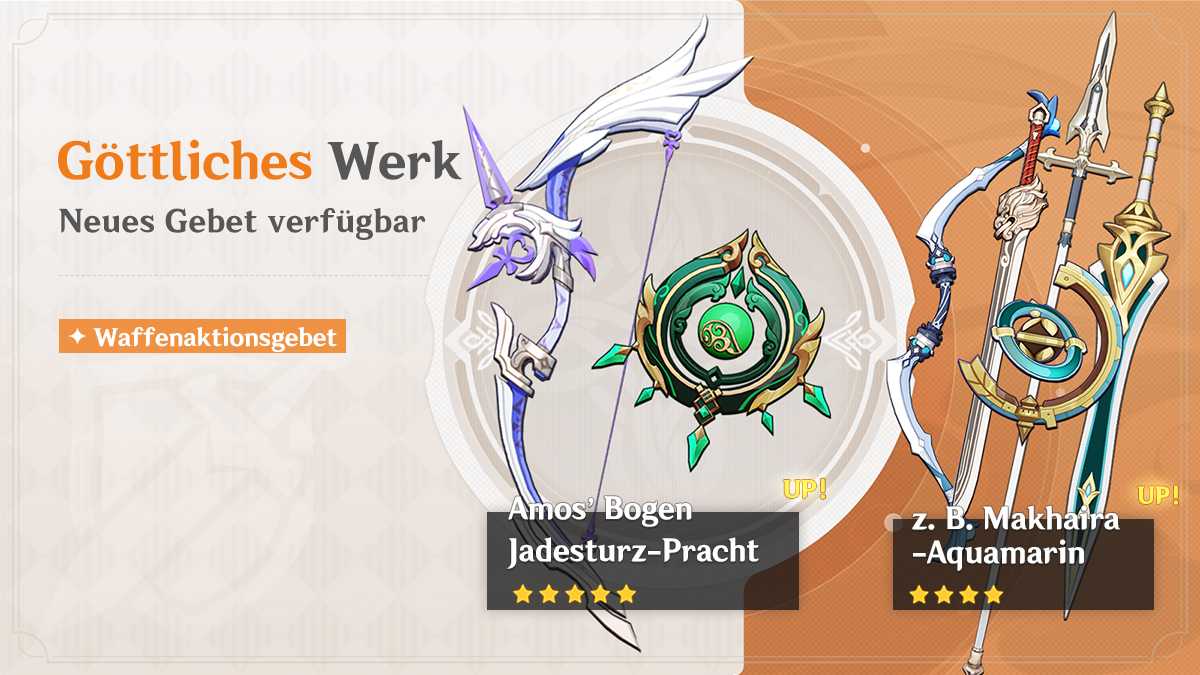 Göttliches Werk
Neues Gebet verfügbar
✦ Waffenaktionsgebet
UP!
Amos’ Bogen
Jadesturz-Pracht
UP!
z. B. Makhaira
-Aquamarin